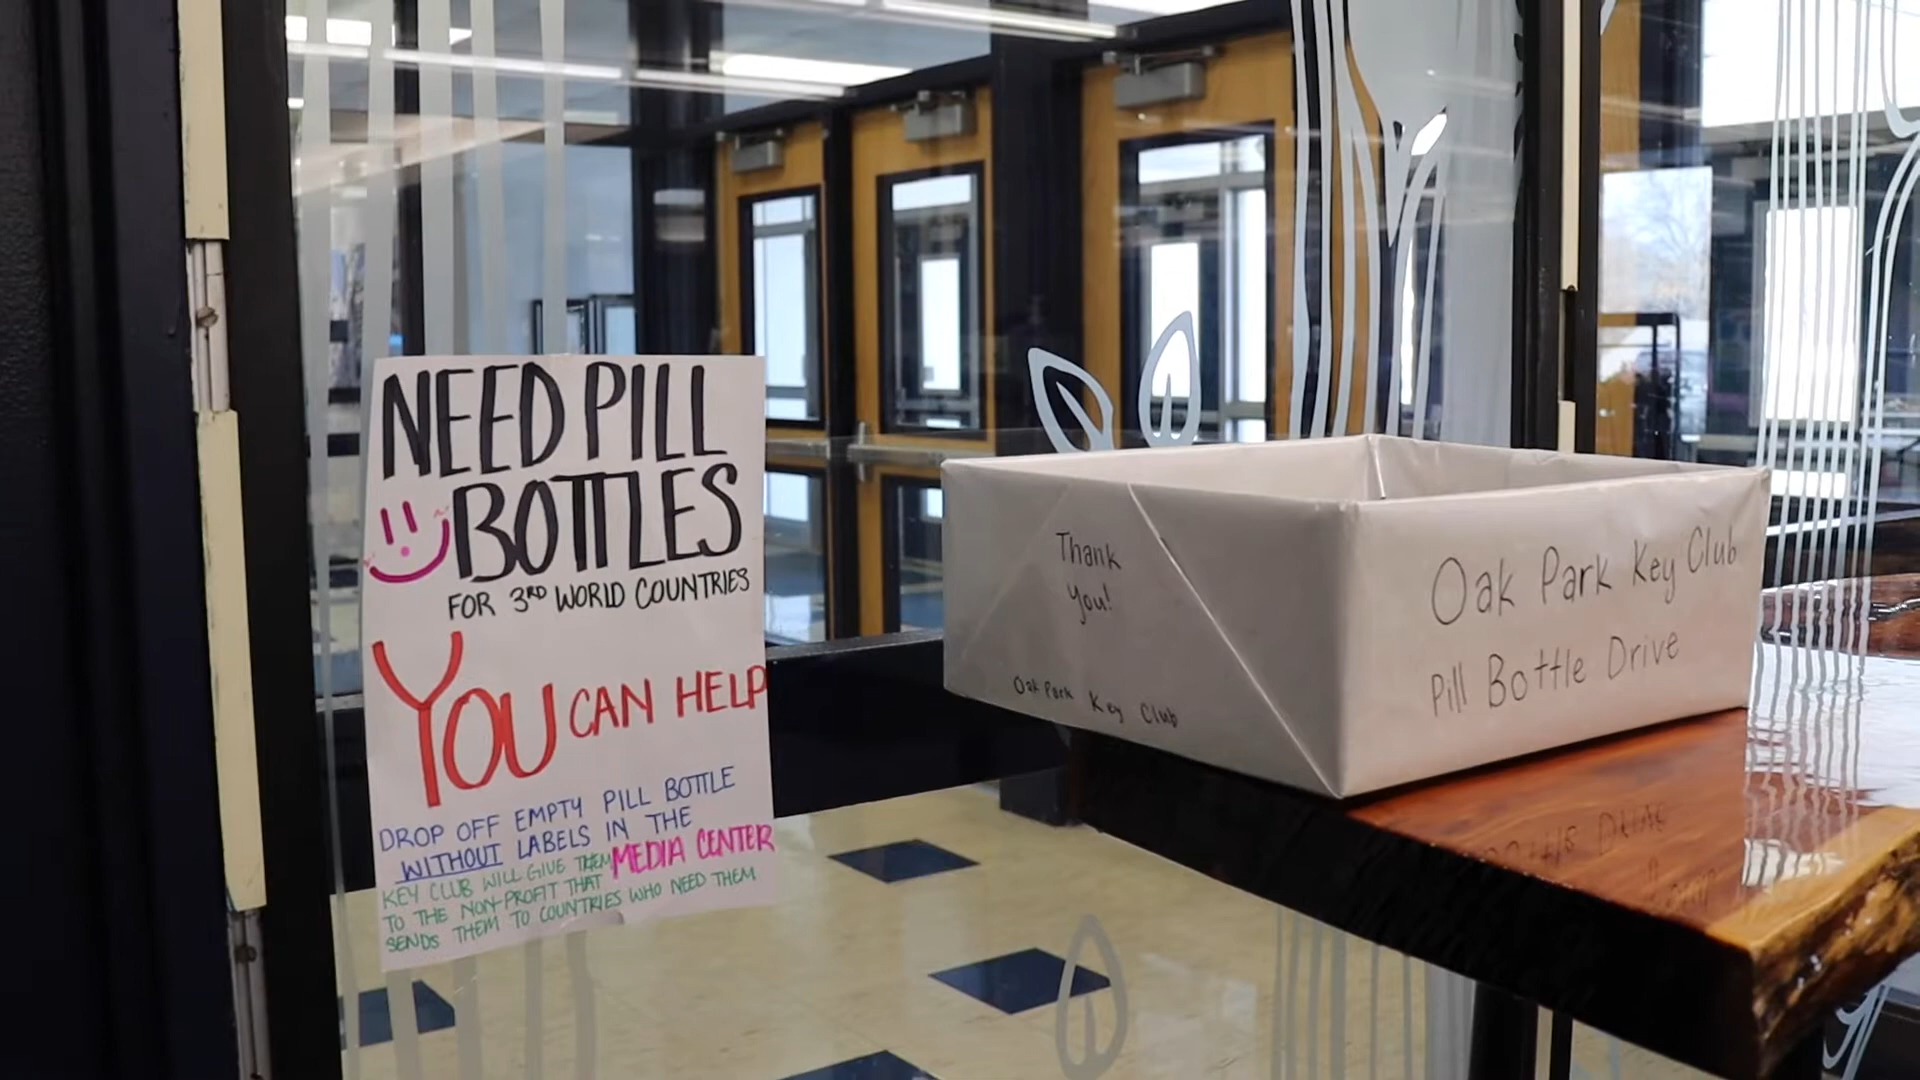 NEED PILL
BOTTLES
FOR 3RD WORLD COUNTRIES
YOU CAN HELP
DROP OFF EMPTY PILL BOTTLE
WITHOUT LABELS IN THE
MEDIA CENTER
KEY CLUB WILL GIVE THEM
TO THE NON-PROFIT THAT
SENDS THEM TO COUNTRIES WHO NEED THEM
Thank
You!
Oak Park Key Club
Oak Park Key Club
Pill Bottle Drive